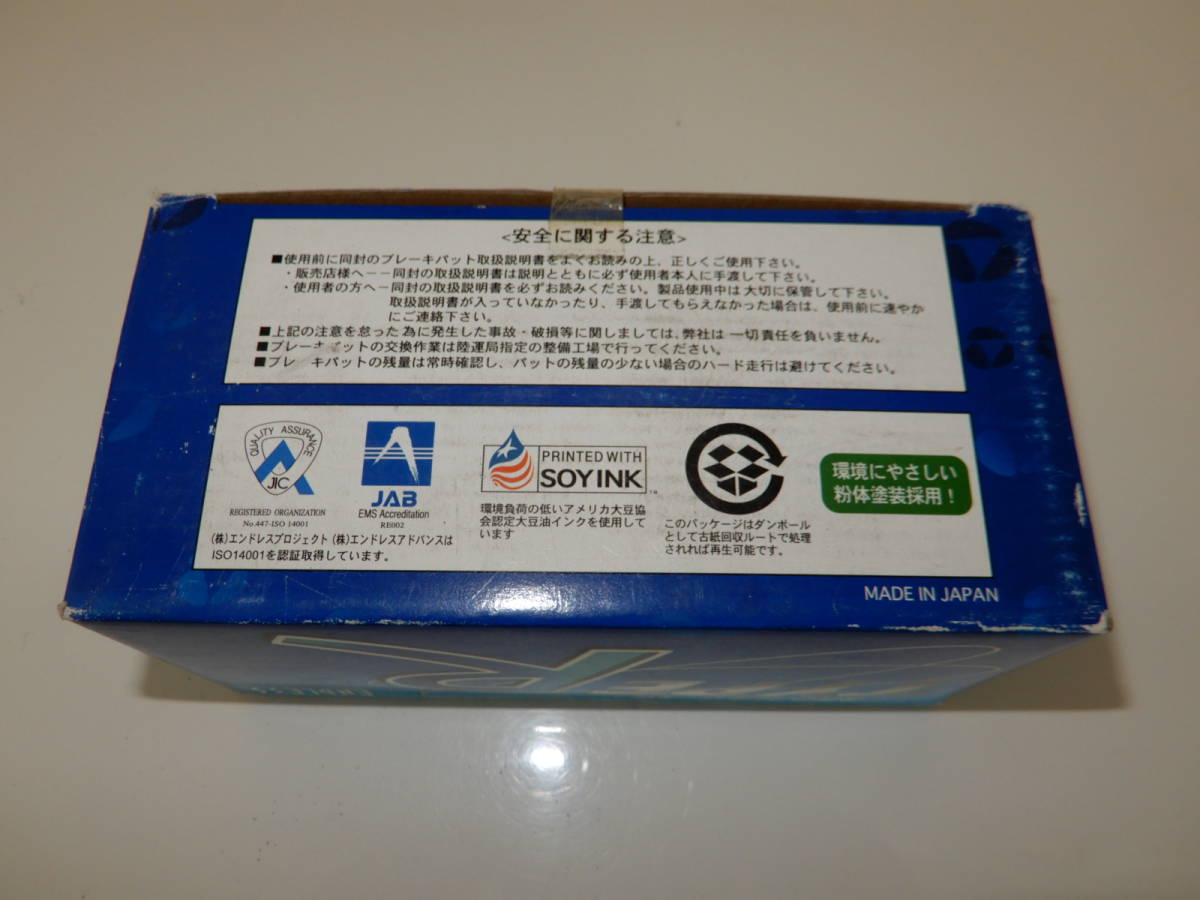 <安全に関する注意>
■使用前に同封のブレーキパット取扱説明書をよくお読みの上、正しくご使用下さい。
・販売店様へ−−同封の取扱説明書は説明とともに必ず使用者本人に手渡して下さい。
・使用者の方へ−同封の取扱説明書を必ずお読みください。製品使用中は大切に保管して下さい。
取扱説明書が入っていなかったり、手渡してもらえなかった場合は、使用前に速やか
にご連絡下さい。
■上記の注意を怠った為に発生した事故・破損等に関しましては、弊社は一切責任を負いません。
■ブレーキパットの交換作業は陸運局指定の整備工場で行ってください。
■ブレーキパットの残量は常時確認し、パットの残量の少ない場合のハード走行は避けてください。
QUALITY ASSURANCE
JIC
REGISTERED ORGANIZATION
No.447-ISO 14001
JAB
EMS Accreditation
RE002
(株)エンドレスプロジェクト (株)エンドレスアドバンスは
ISO14001を認証取得しています。
PRINTED WITH
SOY INK
TM
環境負荷の低いアメリカ大豆協
会認定大豆油インクを使用して
います
このパッケージはダンボール
として古紙回収ルートで処理
されれば再生可能です。
環境にやさしい
粉体塗装採用!
MADE IN JAPAN
ENDLESS